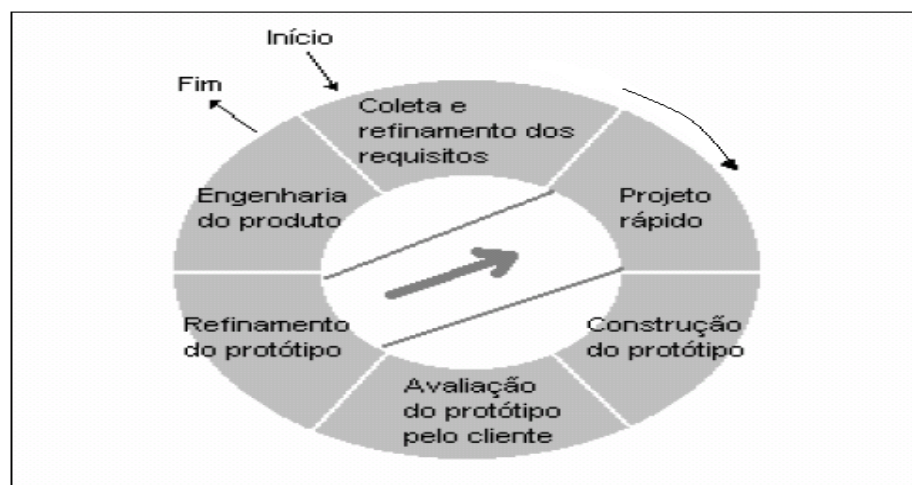 Início
Fim
Coleta e
refinamento dos
requisitos
Projeto
rápido
Construção
do protótipo
Avaliação
do protótipo
pelo cliente
Refinamento
do protótipo
Engenharia
do produto